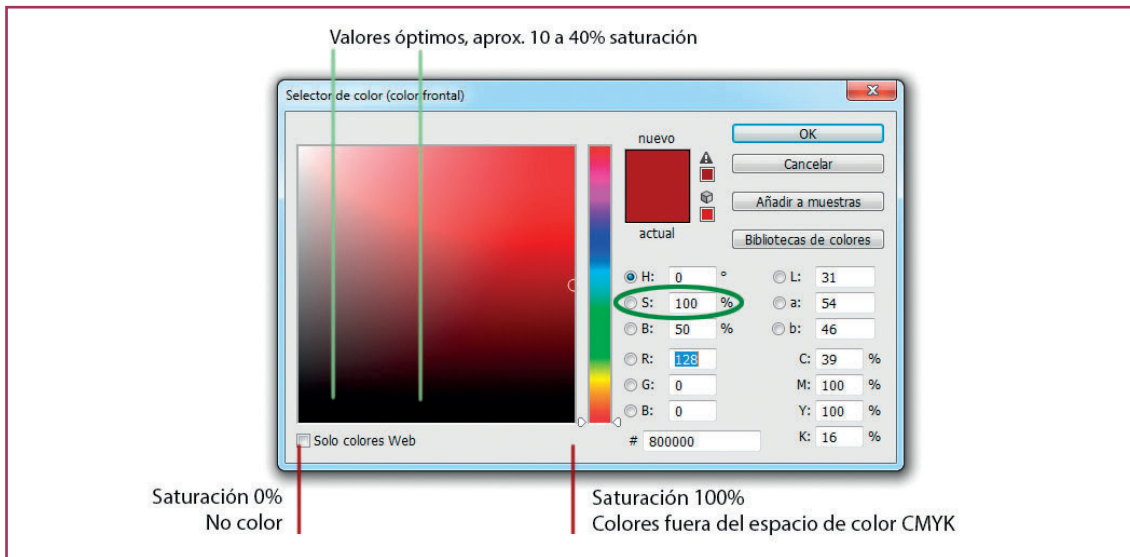 Valores óptimos, aprox. 10 a 40% saturación
Selector de color (color frontal)
nuevo
actual
OK
Cancelar
Añadir a muestras
Bibliotecas de colores
H: 0 °
S: 100 %
B: 50 %
R: 128
G: 0
B: 0
# 800000
L: 31
a: 54
b: 46
C: 39 %
M: 100 %
Y: 100 %
K: 16 %
Solo colores Web
Saturación 0%
No color
Saturación 100%
Colores fuera del espacio de color CMYK